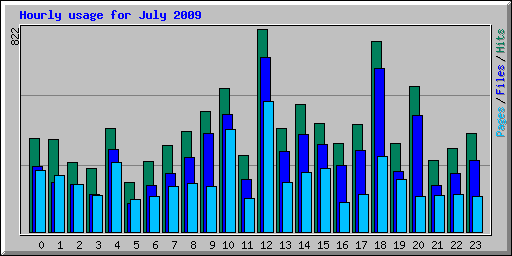 Hourly usage for July 2009
822
Pages / Files / Hits
0 1 2 3 4 5 6 7 8 9 10 11 12 13 14 15 16 17 18 19 20 21 22 23